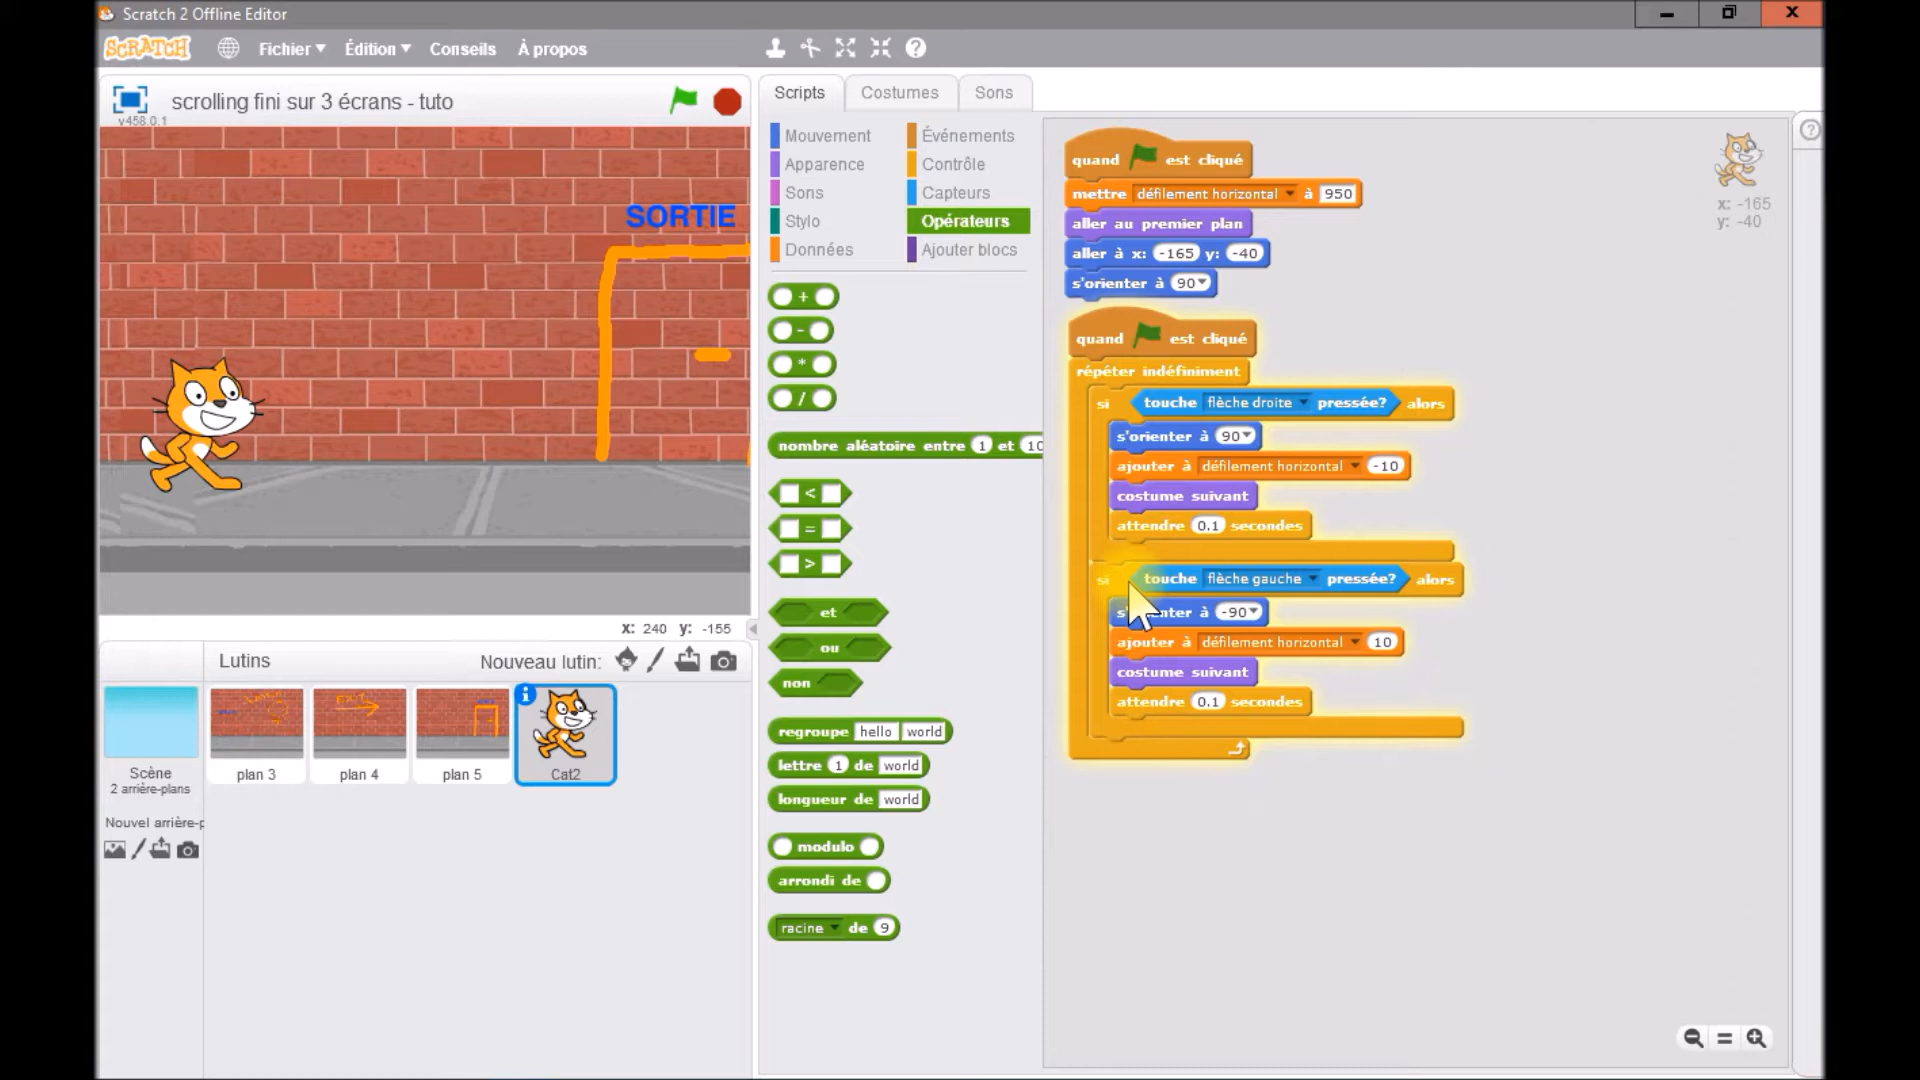 Scratch 2 Offline Editor
SCRATCH Fichier Édition Conseils À propos
scrolling fini sur 3 écrans - tuto
v458.0.1
SORTIE
x: 240 y: -155
Lutins
Nouveau lutin:
Scène
2 arrière-plans
Nouvel arrière-p
plan 3
plan 4
EXIT
plan 5
Cat2
Scripts Costumes Sons
Mouvement Événements
Apparence Contrôle
Sons Capteurs
Stylo Opérateurs
Données Ajouter blocs
+
-
*
/
nombre aléatoire entre 1 et 10
<
=
>
et
ou
non
regroupe hello world
lettre 1 de world
longueur de world
modulo
arrondi de
racine de 9
quand est cliqué
mettre défilement horizontal à 950
aller au premier plan
aller à x: -165 y: -40
s'orienter à 90
quand est cliqué
répéter indéfiniment
si touche flèche droite pressée? alors
s'orienter à 90
ajouter à défilement horizontal -10
costume suivant
attendre 0.1 secondes
si touche flèche gauche pressée? alors
s'orienter à -90
ajouter à défilement horizontal 10
costume suivant
attendre 0.1 secondes
x: -165
y: -40